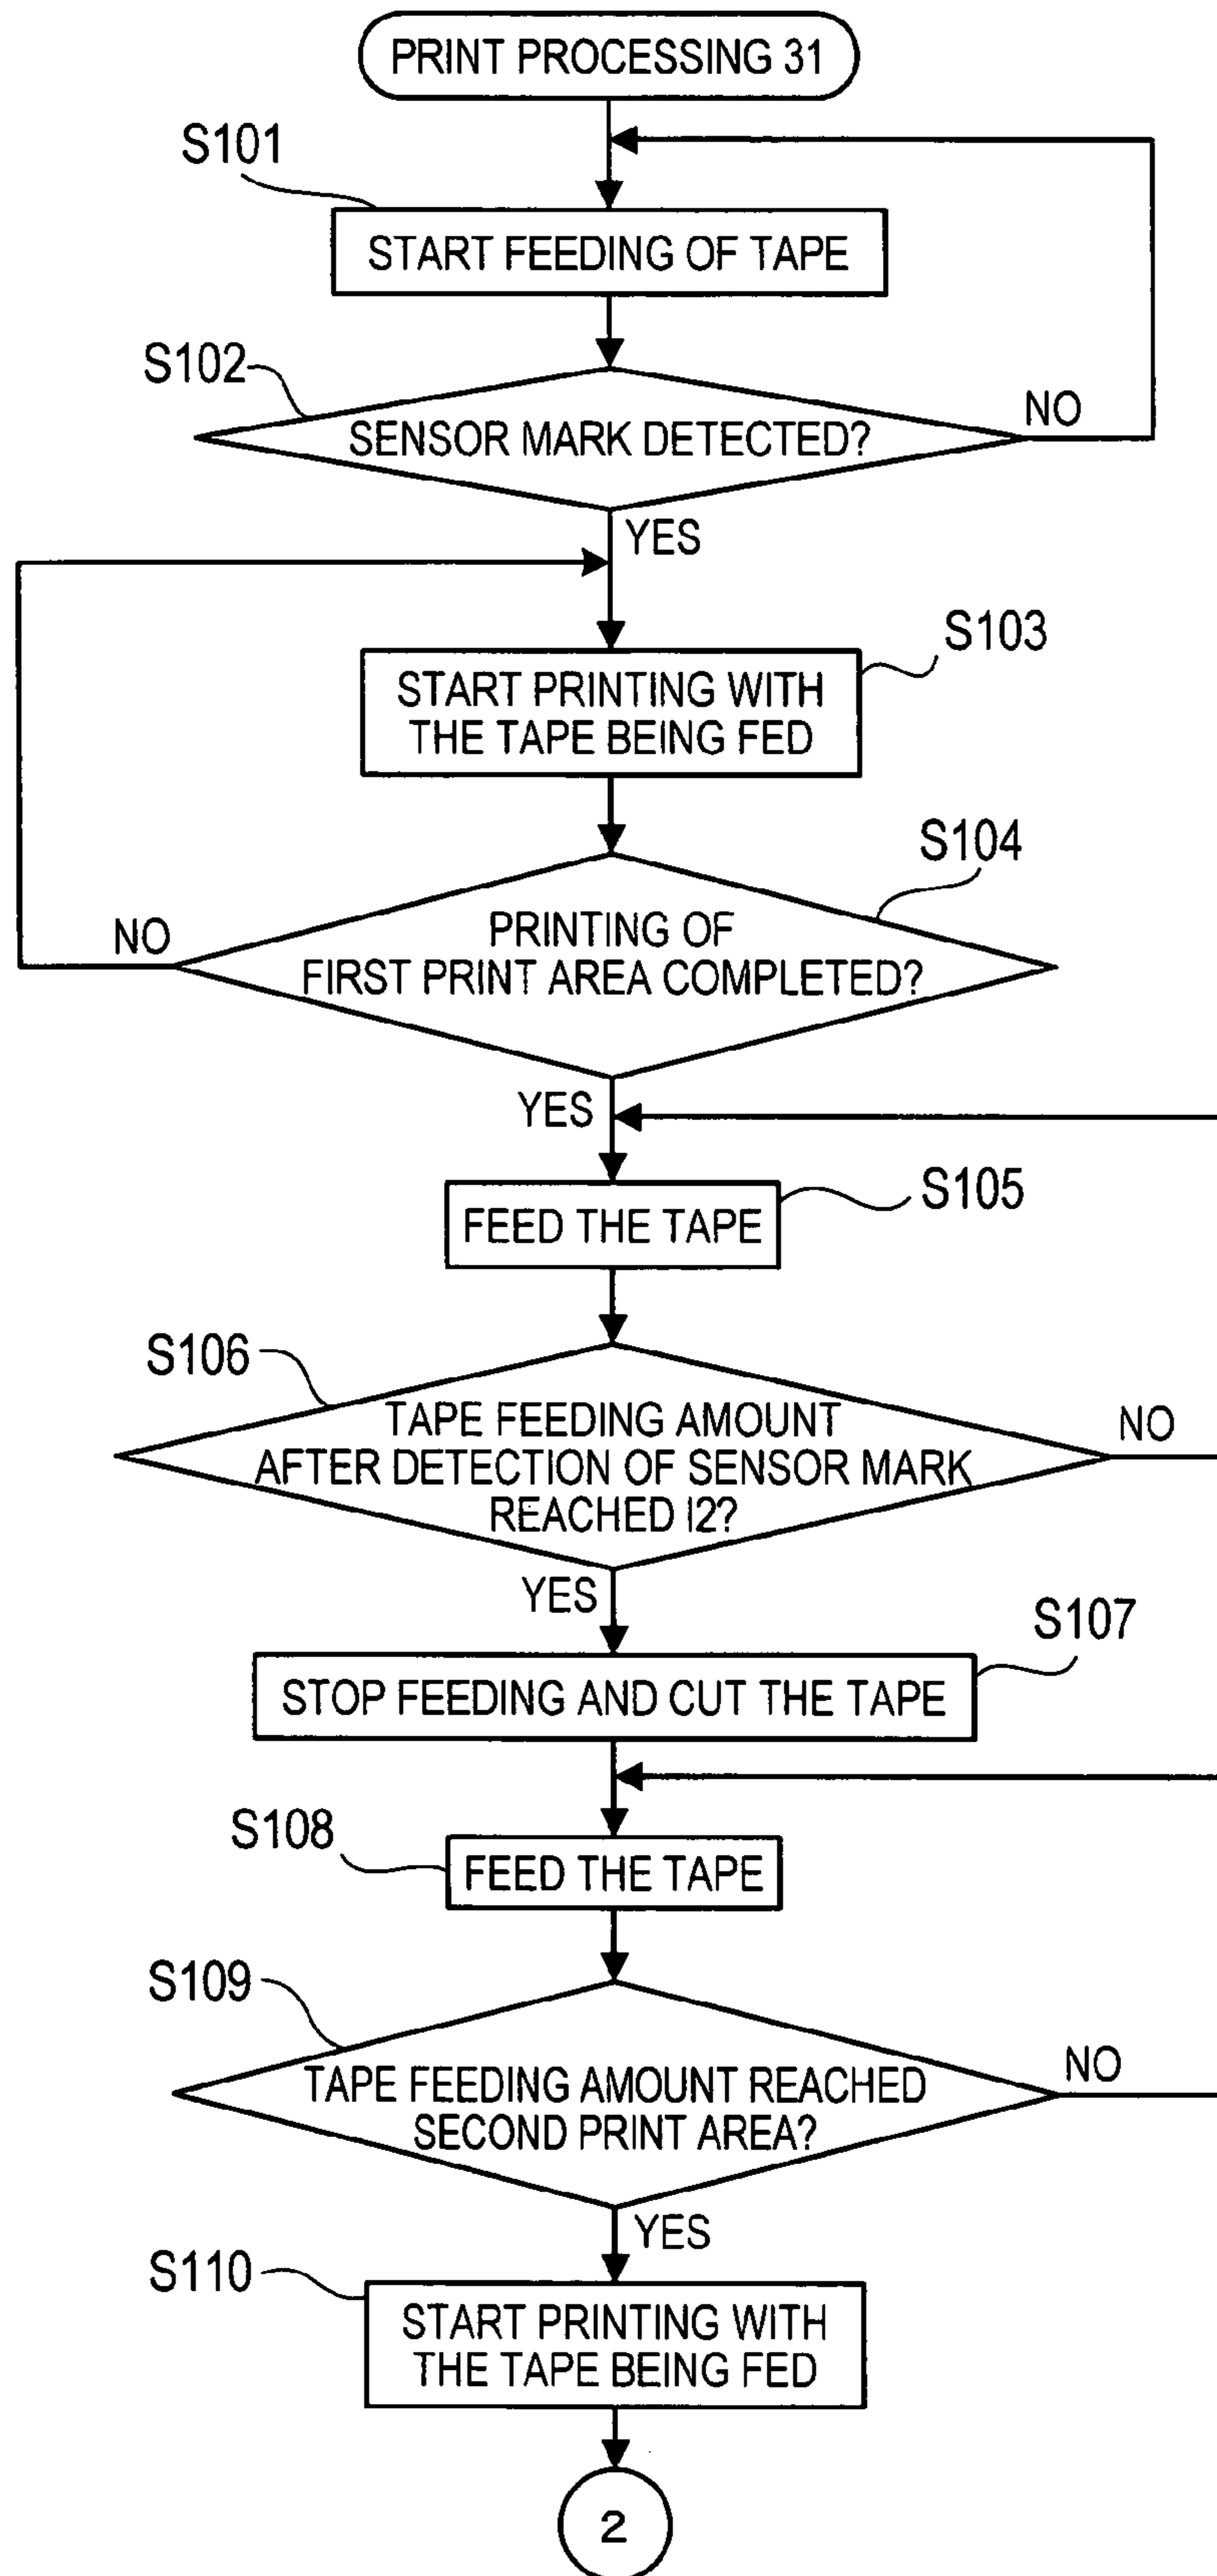 PRINT PROCESSING 31
S101
START FEEDING OF TAPE
S102
SENSOR MARK DETECTED?
NO
YES
S103
START PRINTING WITH
THE TAPE BEING FED
S104
PRINTING OF
FIRST PRINT AREA COMPLETED?
NO
YES
S105
FEED THE TAPE
S106
TAPE FEEDING AMOUNT
AFTER DETECTION OF SENSOR MARK
REACHED I2?
NO
YES
S107
STOP FEEDING AND CUT THE TAPE
S108
FEED THE TAPE
S109
TAPE FEEDING AMOUNT REACHED
SECOND PRINT AREA?
NO
YES
S110
START PRINTING WITH
THE TAPE BEING FED
2